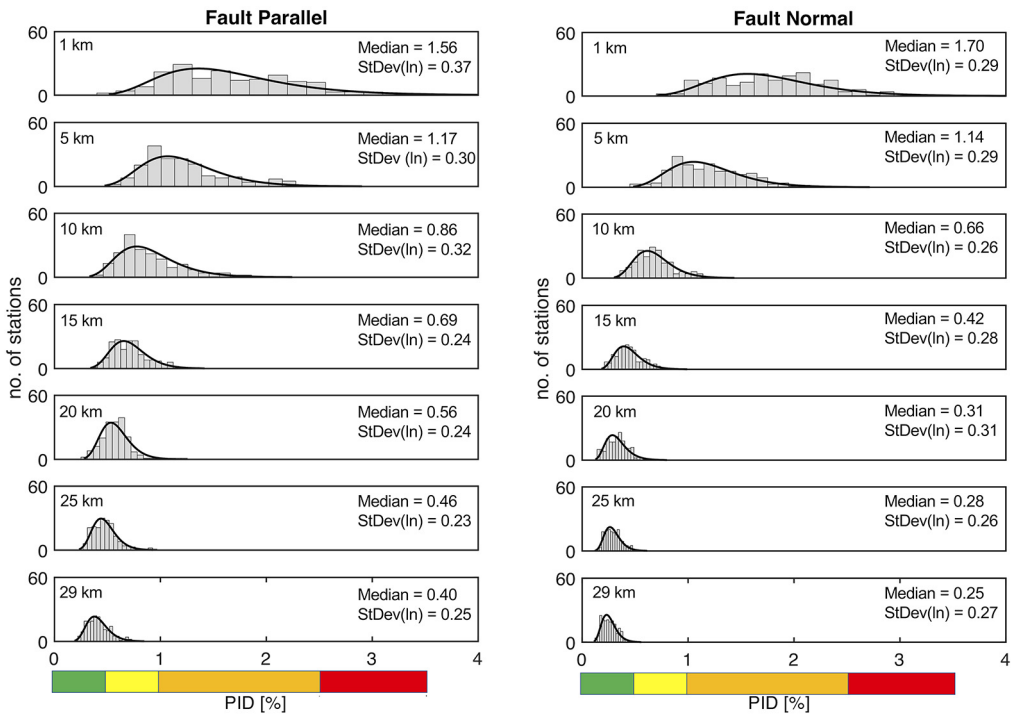 Fault Parallel
60
0
1 km
Median = 1.56
StDev(ln) = 0.37
60
0
5 km
Median = 1.17
StDev (ln) = 0.30
60
0
10 km
Median = 0.86
StDev(ln) = 0.32
60
0
15 km
Median = 0.69
StDev(ln) = 0.24
60
0
20 km
Median = 0.56
StDev(ln) = 0.24
60
0
25 km
Median = 0.46
StDev(ln) = 0.23
60
0
29 km
Median = 0.40
StDev(ln) = 0.25
no. of stations
0 1 2 3 4
PID [%]
Fault Normal
60
0
1 km
Median = 1.70
StDev(ln) = 0.29
60
0
5 km
Median = 1.14
StDev(ln) = 0.29
60
0
10 km
Median = 0.66
StDev(ln) = 0.26
60
0
15 km
Median = 0.42
StDev(ln) = 0.28
60
0
20 km
Median = 0.31
StDev(ln) = 0.31
60
0
25 km
Median = 0.28
StDev(ln) = 0.26
60
0
29 km
Median = 0.25
StDev(ln) = 0.27
no. of stations
0 1 2 3 4
PID [%]